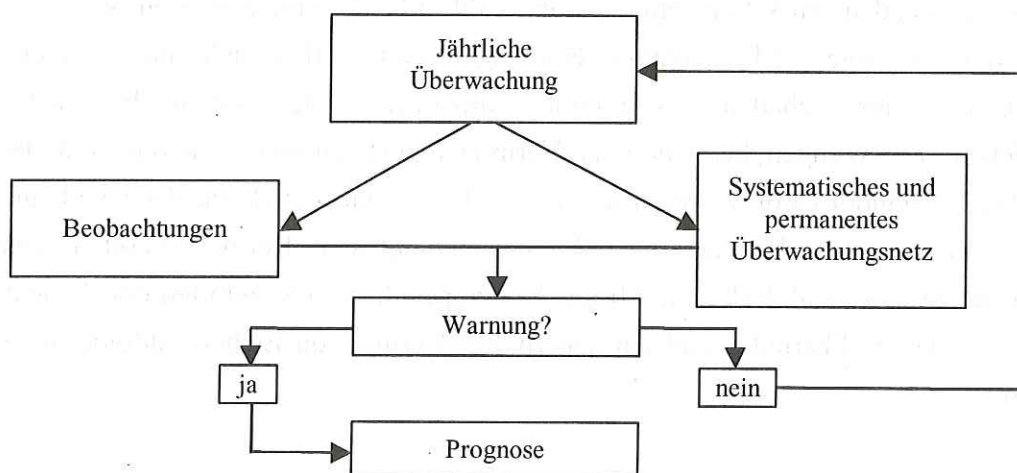 Jährliche
Überwachung
Beobachtungen
Systematisches und
permanentes
Überwachungsnetz
Warnung?
ja
nein
Prognose